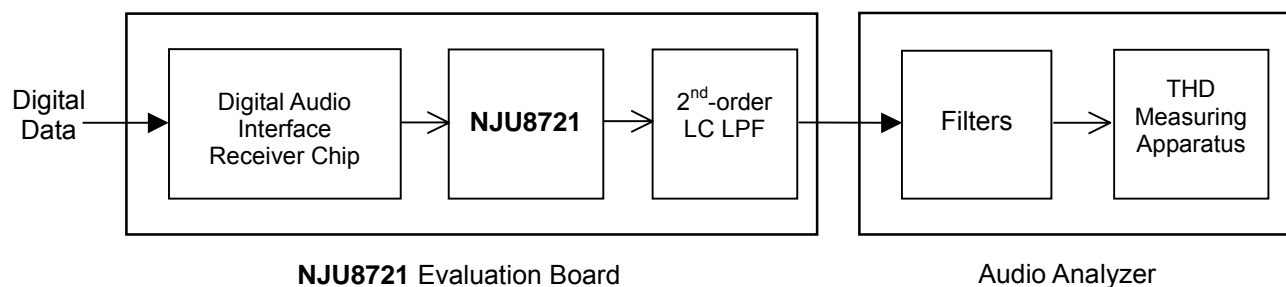 Digital
Data
Digital Audio
Interface
Receiver Chip
NJU8721
2nd-order
LC LPF
Filters
THD
Measuring
Apparatus
NJU8721 Evaluation Board
Audio Analyzer